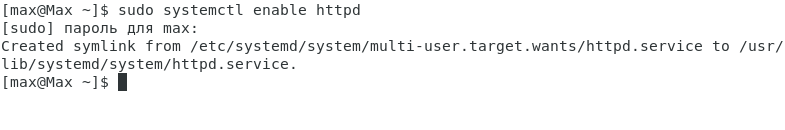 [max@Max ~]$ sudo systemctl enable httpd
[sudo] пароль для max:
Created symlink from /etc/systemd/system/multi-user.target.wants/httpd.service to /usr/
lib/systemd/system/httpd.service.
[max@Max ~]$